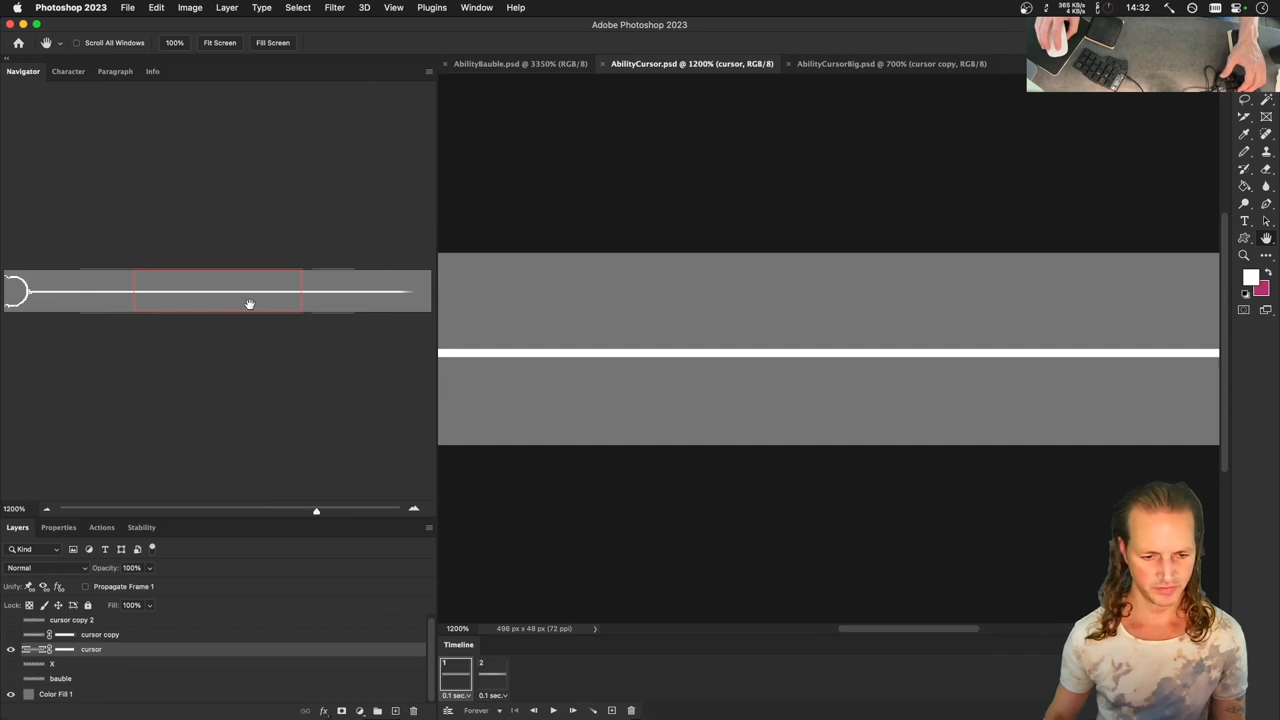 Photoshop 2023 File Edit Image Layer Type Select Filter 3D View Plugins Window Help
365 KB/s
4 KB/s
14:32
Adobe Photoshop 2023
Scroll All Windows 100% Fit Screen Fill Screen
Navigator Character Paragraph Info
AbilityBauble.psd @ 3350% (RGB/8) AbilityCursor.psd @ 1200% (cursor, RGB/8) AbilityCursorBig.psd @ 700% (cursor copy, RGB/8)
1200%
Layers Properties Actions Stability
Kind
Normal Opacity: 100%
Unify: Propagate Frame 1
Lock: Fill: 100%
cursor copy 2
cursor copy
cursor
X
bauble
Color Fill 1
1200% 496 px x 48 px (72 ppi)
Timeline
1 2
0.1 sec. 0.1 sec.
Forever